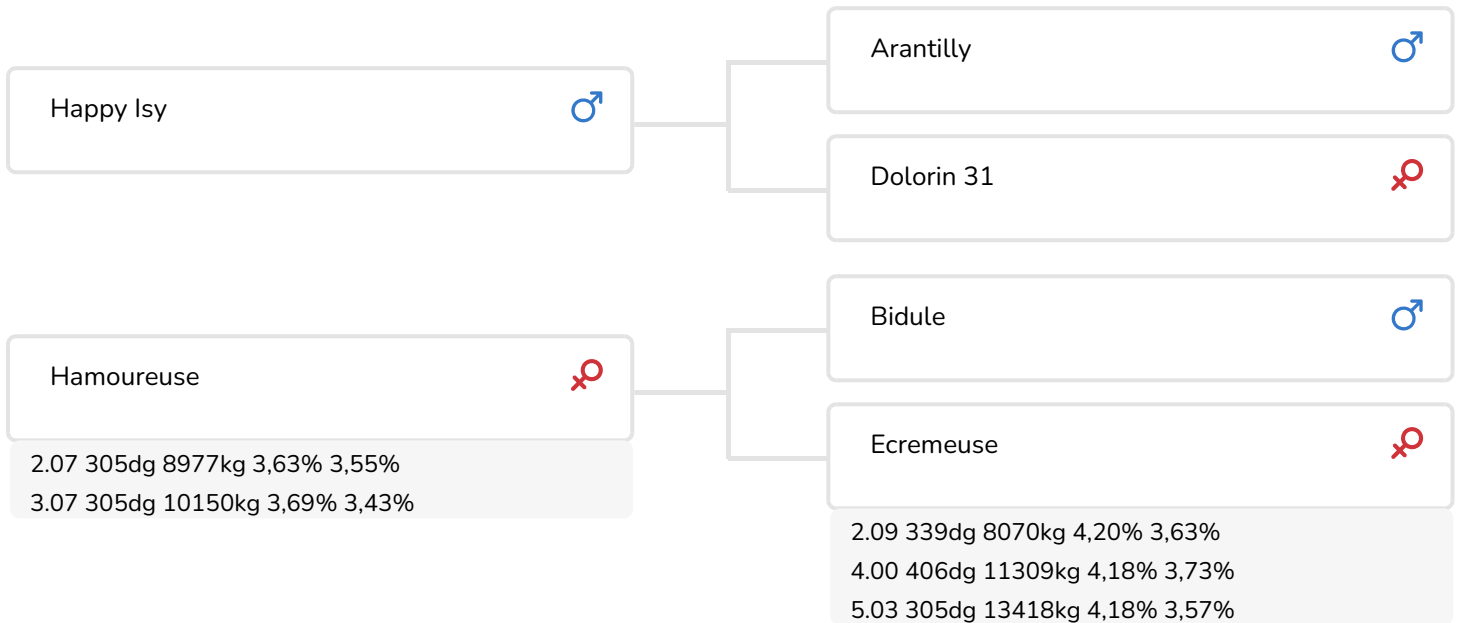 Happy Isy
Arantilly
Dolorin 31
Hamoureuse
2.07 305dg 8977kg 3,63% 3,55%
3.07 305dg 10150kg 3,69% 3,43%
Bidule
Ecremeuse
2.09 339dg 8070kg 4,20% 3,63%
4.00 406dg 11309kg 4,18% 3,73%
5.03 305dg 13418kg 4,18% 3,57%